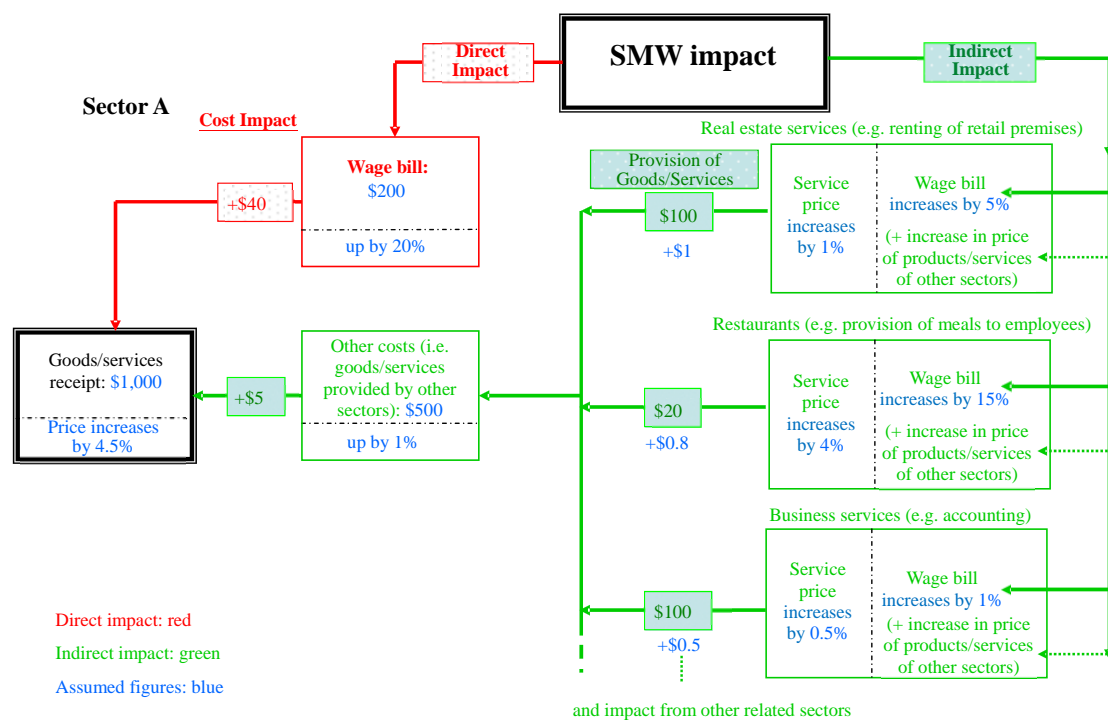 SMW impact
Direct
Impact
Indirect
Impact
Sector A
Cost Impact
Wage bill:
$200
up by 20%
+$40
Goods/services
receipt: $1,000
Price increases
by 4.5%
+$5
Other costs (i.e.
goods/services
provided by other
sectors): $500
up by 1%
Provision of
Goods/Services
Real estate services (e.g. renting of retail premises)
$100
+$1
Service
price
increases
by 1%
Wage bill
increases by 5%
(+ increase in price
of products/services
of other sectors)
Restaurants (e.g. provision of meals to employees)
$20
+$0.8
Service
price
increases
by 4%
Wage bill
increases by 15%
(+ increase in price
of products/services
of other sectors)
Business services (e.g. accounting)
$100
+$0.5
Service
price
increases
by 0.5%
Wage bill
increases by 1%
(+ increase in price
of products/services
of other sectors)
and impact from other related sectors
Direct impact: red
Indirect impact: green
Assumed figures: blue